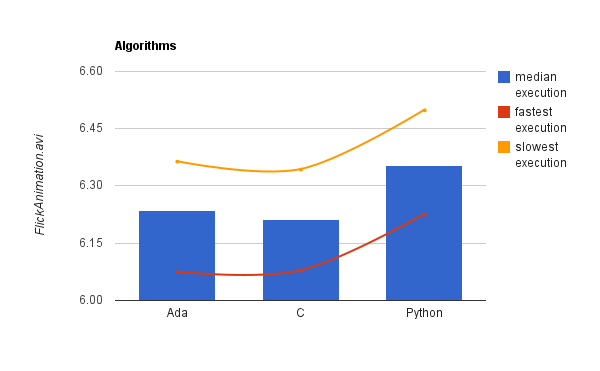 Algorithms
6.60
6.45
6.30
6.15
6.00
FlickAnimation.avi
Ada
C
Python
median
execution
fastest
execution
slowest
execution